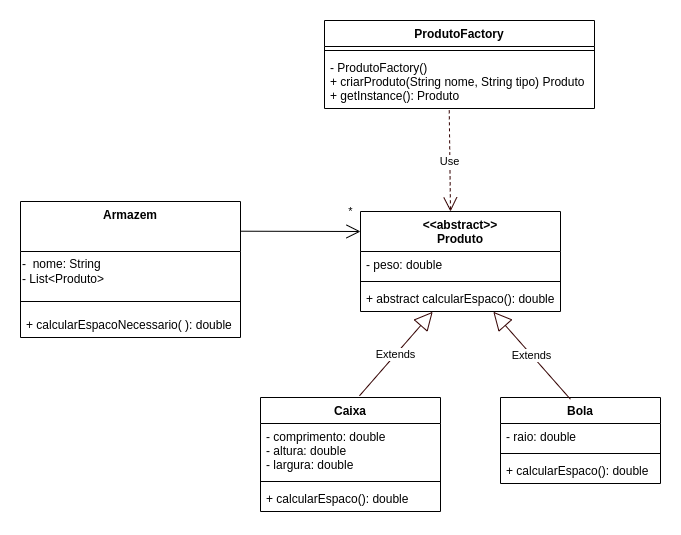 ProdutoFactory
- ProdutoFactory()
+ criarProduto(String nome, String tipo) Produto
+ getInstance(): Produto
Use
Armazem
- nome: String
- List<Produto>
+ calcularEspacoNecessario( ): double
*
<<abstract>>
Produto
- peso: double
+ abstract calcularEspaco(): double
Extends
Extends
Caixa
- comprimento: double
- altura: double
- largura: double
+ calcularEspaco(): double
Bola
- raio: double
+ calcularEspaco(): double